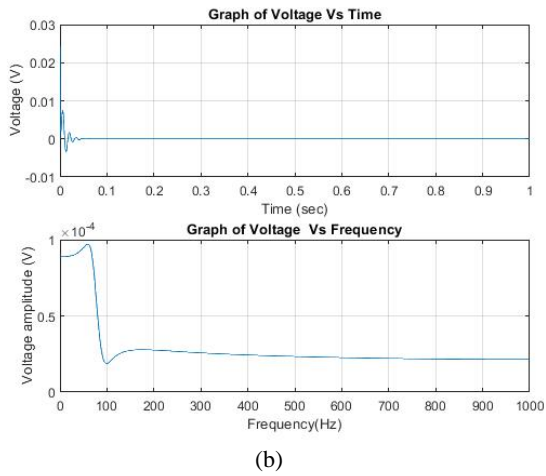 Graph of Voltage Vs Time
0.03
0.02
0.01
0
-0.01
Voltage (V)
0 0.1 0.2 0.3 0.4 0.5 0.6 0.7 0.8 0.9 1
Time (sec)
× 10^-4
Graph of Voltage Vs Frequency
1
0.5
0
Voltage amplitude (V)
0 100 200 300 400 500 600 700 800 900 1000
Frequency(Hz)
(b)